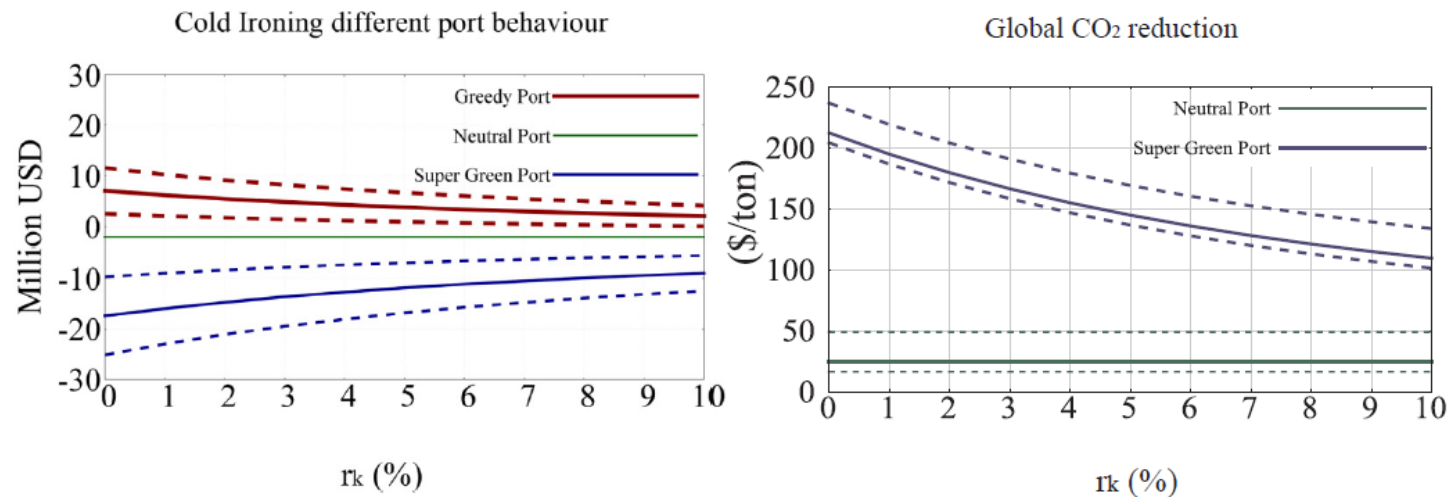 Cold Ironing different port behaviour
Million USD
30
20
10
0
-10
-20
-30
Greedy Port
Neutral Port
Super Green Port
0 1 2 3 4 5 6 7 8 9 10
rk (%)
Global CO2 reduction
($/ton)
250
200
150
100
50
0
Neutral Port
Super Green Port
0 1 2 3 4 5 6 7 8 9 10
rk (%)